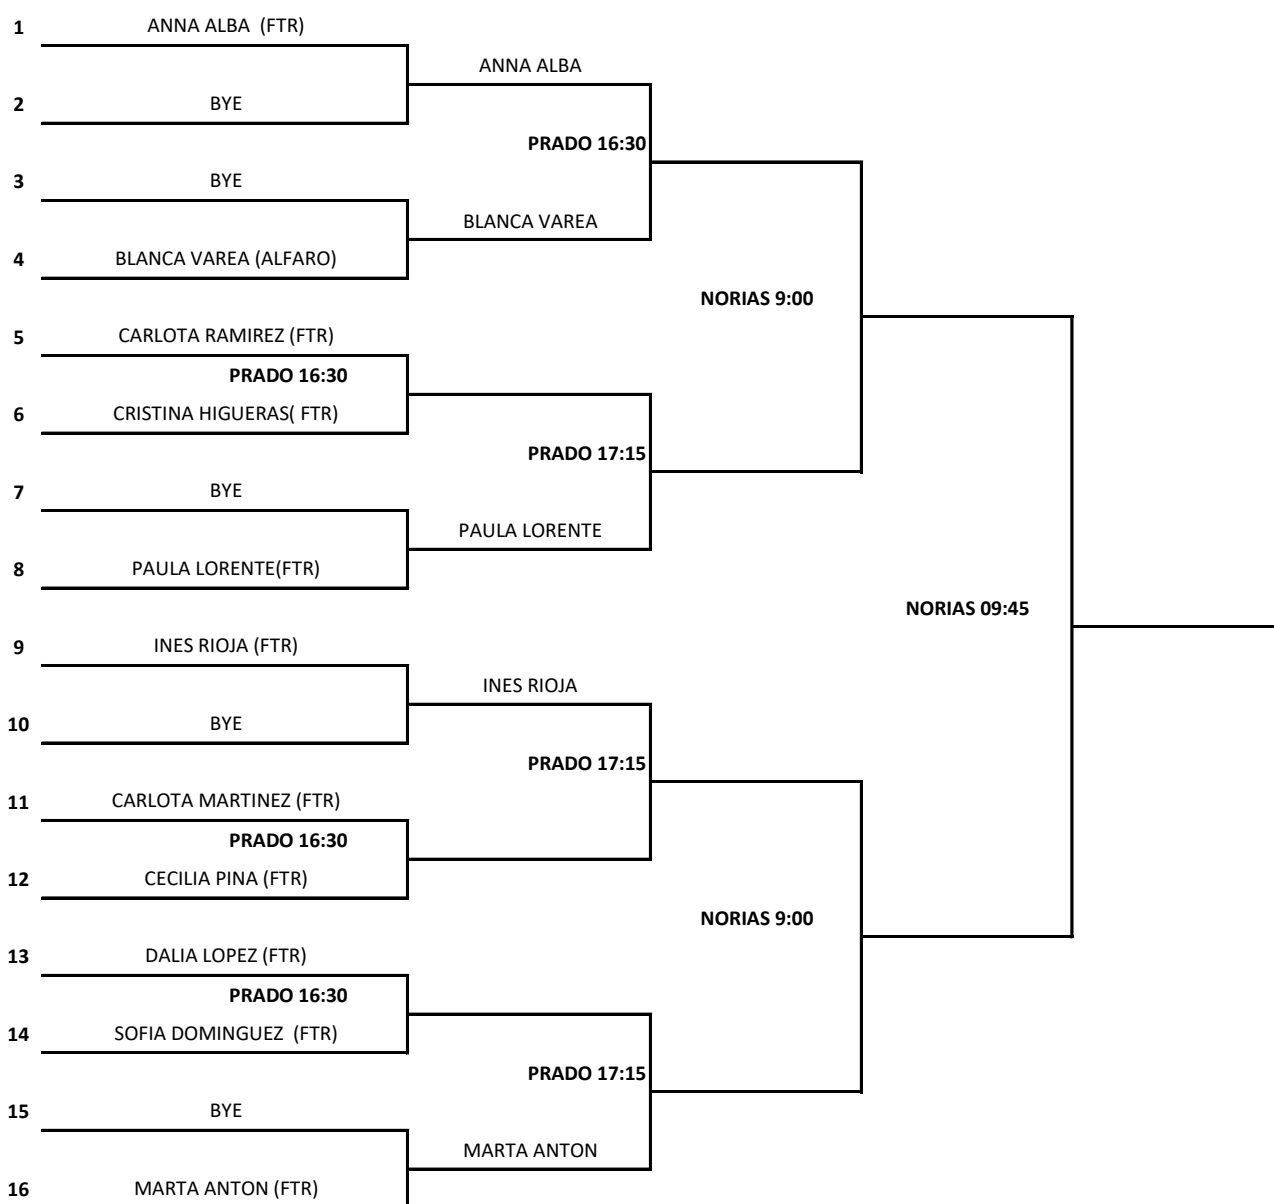 1 ANNA ALBA  (FTR)
ANNA ALBA
2 BYE
PRADO 16:30
3 BYE
BLANCA VAREA
4 BLANCA VAREA (ALFARO)
NORIAS 9:00
5 CARLOTA RAMIREZ (FTR)
PRADO 16:30
6 CRISTINA HIGUERAS( FTR)
PRADO 17:15
7 BYE
PAULA LORENTE
8 PAULA LORENTE(FTR)
NORIAS 09:45
9 INES RIOJA (FTR)
INES RIOJA
10 BYE
PRADO 17:15
11 CARLOTA MARTINEZ (FTR)
PRADO 16:30
12 CECILIA PINA (FTR)
NORIAS 9:00
13 DALIA LOPEZ (FTR)
PRADO 16:30
14 SOFIA DOMINGUEZ  (FTR)
PRADO 17:15
15 BYE
MARTA ANTON
16 MARTA ANTON (FTR)